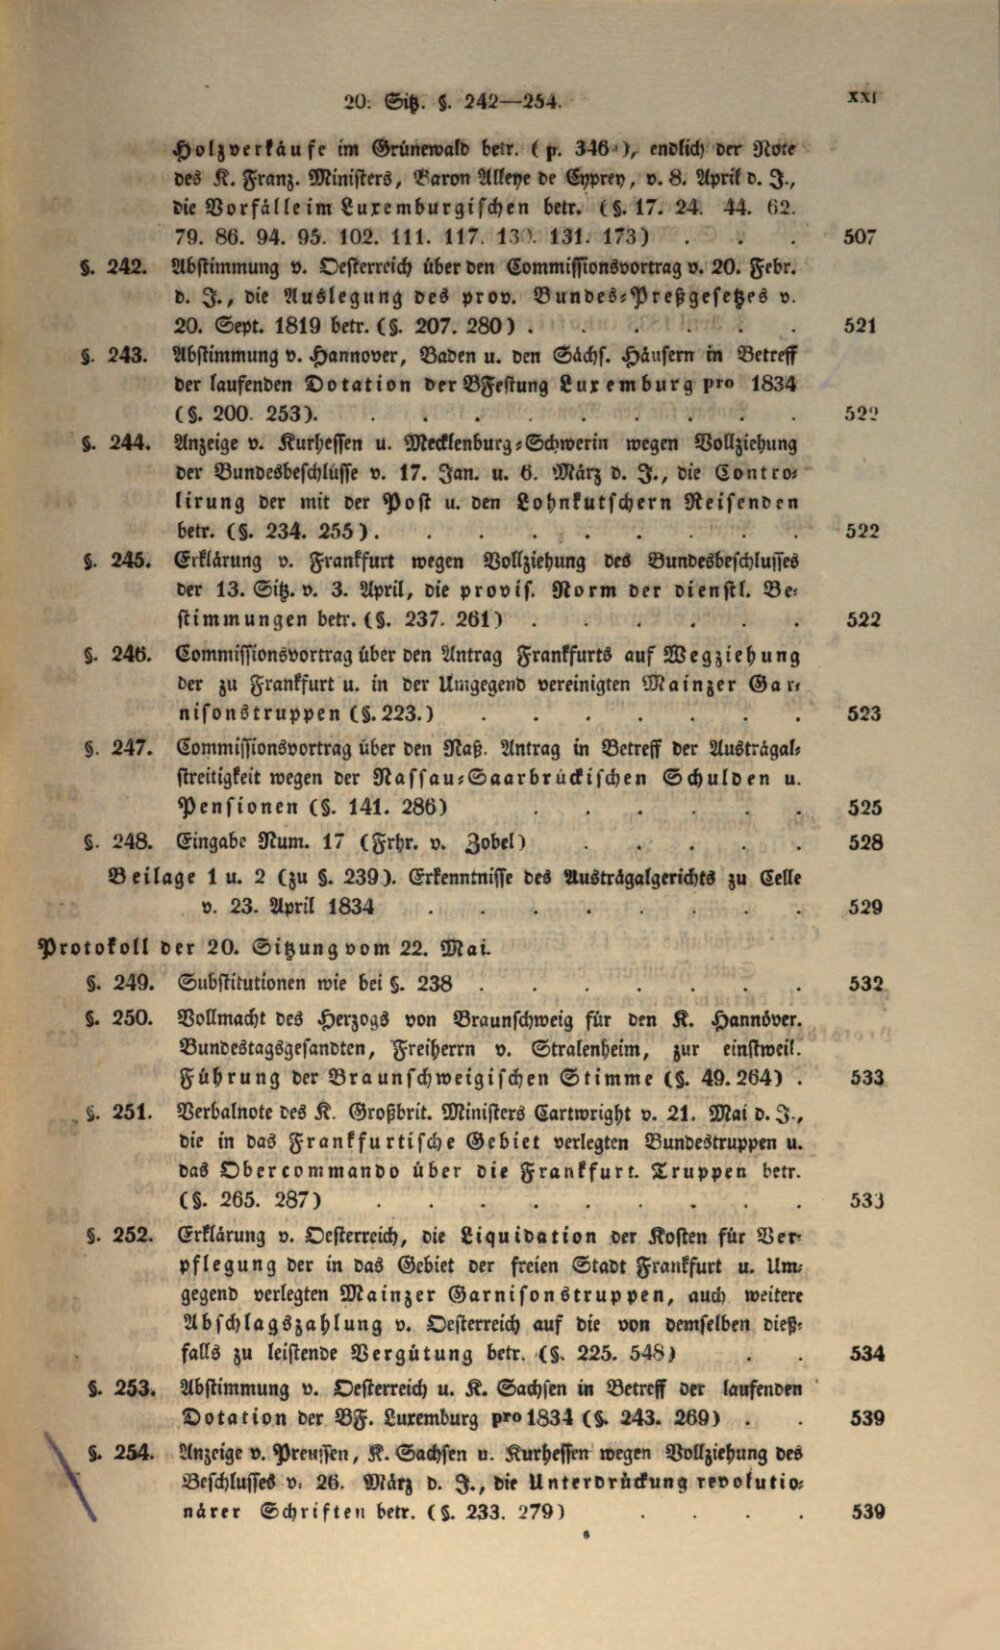 20. Sitz. §. 242—254. XXI
Holzverkäufe im Grünewald betr. (p. 346), endlich der Note
des K. Franz. Ministers, Baron Alleye de Cyprey, v. 8. April d. J.,
die Vorfälle im Luxemburgischen betr. (§. 17. 24. 44. 62.
79. 86. 94. 95. 102. 111. 117. 130. 131. 173) . . . 507
§. 242. Abstimmung v. Oesterreich über den Commissionsvortrag v. 20. Febr.
d. J., die Auslegung des prov. Bundes-Preßgesetzes v.
20. Sept. 1819 betr. (§. 207. 280) . . . . . . 521
§. 243. Abstimmung v. Hannover, Baden u. den Sächs. Häusern in Betreff
der laufenden Dotation der BFestung Luxemburg pro 1834
(§. 200. 253). . . . . . . . . 522
§. 244. Anzeige v. Kurhessen u. Mecklenburg-Schwerin wegen Vollziehung
der Bundesbeschlüsse v. 17. Jan. u. 6. März d. J., die Contro-
lirung der mit der Post u. den Lohnkutschern Reisenden
betr. (§. 234. 255). . . . . . . . . 522
§. 245. Erklärung v. Frankfurt wegen Vollziehung des Bundesbeschlusses
der 13. Sitz. v. 3. April, die provis. Norm der dienstl. Be-
stimmungen betr. (§. 237. 261) . . . . . . 522
§. 246. Commissionsvortrag über den Antrag Frankfurts auf Wegziehung
der zu Frankfurt u. in der Umgegend vereinigten Mainzer Gar-
nisonstruppen (§. 223.) . . . . . . . 523
§. 247. Commissionsvortrag über den Naß. Antrag in Betreff der Austrägal-
streitigkeit wegen der Nassau-Saarbrückischen Schulden u.
Pensionen (§. 141. 286) . . . . . . 525
§. 248. Eingabe Num. 17 (Frhr. v. Zobel) . . . . . 528
Beilage 1 u. 2 (zu §. 239). Erkenntnisse des Austrägalgerichts zu Celle
v. 23. April 1834 . . . . . . . . 529
Protokoll der 20. Sitzung vom 22. Mai.
§. 249. Substitutionen wie bei §. 238 . . . . . . . 532
§. 250. Vollmacht des Herzogs von Braunschweig für den K. Hannöver.
Bundestagsgesandten, Freiherrn v. Stralenheim, zur einstweil.
Führung der Braunschweigischen Stimme (§. 49. 264) . 533
§. 251. Verbalnote des K. Großbrit. Ministers Cartwright v. 21. Mai d. J.,
die in das Frankfurtische Gebiet verlegten Bundestruppen u.
das Obercommando über die Frankfurt. Truppen betr.
(§. 265. 287) . . . . . . . . . 533
§. 252. Erklärung v. Oesterreich, die Liquidation der Kosten für Ver-
pflegung der in das Gebiet der freien Stadt Frankfurt u. Um-
gegend verlegten Mainzer Garnisonstruppen, auch weitere
Abschlagszahlung v. Oesterreich auf die von demselben dieß-
falls zu leistende Vergütung betr. (§. 225. 548) . . 534
§. 253. Abstimmung v. Oesterreich u. K. Sachsen in Betreff der laufenden
Dotation der BF. Luxemburg pro 1834 (§. 243. 269) . . 539
§. 254. Anzeige v. Preussen, K. Sachsen u. Kurhessen wegen Vollziehung des
Beschlusses v. 26. März d. J., die Unterdrückung revolutio-
närer Schriften betr. (§. 233. 279) . . . . 539